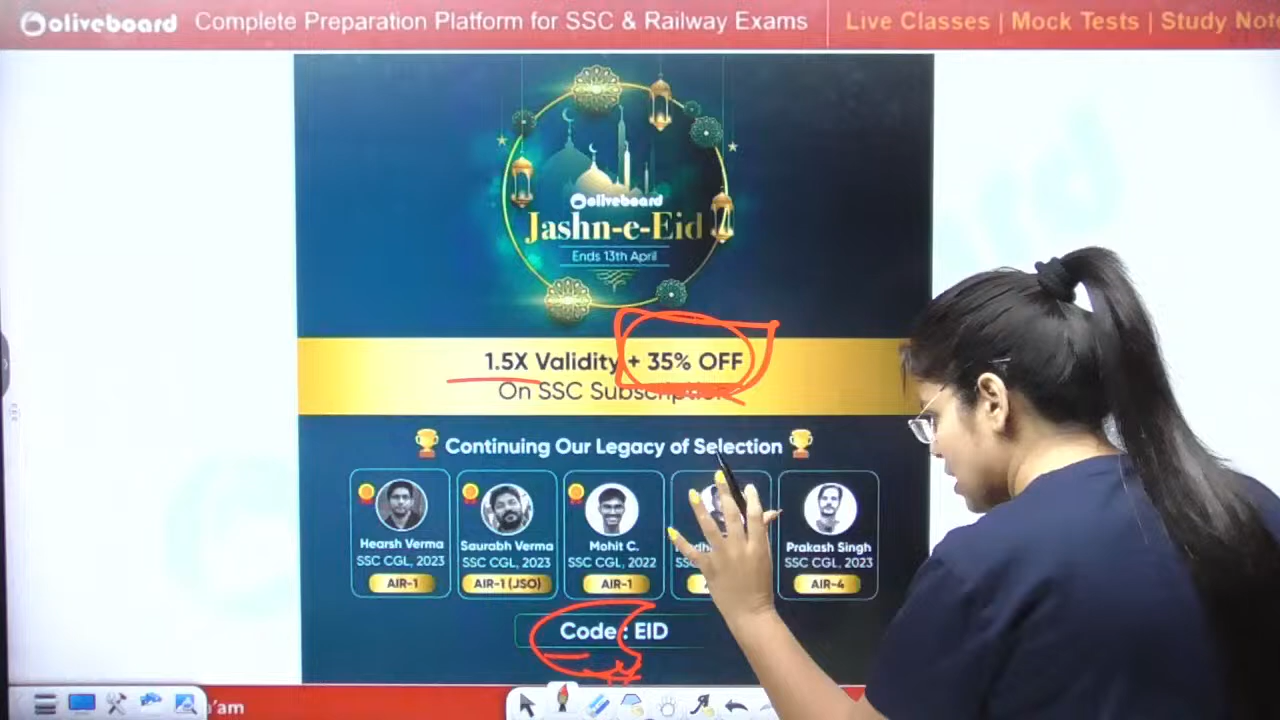 oliveboard Complete Preparation Platform for SSC & Railway Exams Live Classes | Mock Tests | Study
oliveboard
Jashn-e-Eid
Ends 13th April
1.5X Validity + 35% OFF
On SSC Subscription
Continuing Our Legacy of Selection
Hearsh Verma
SSC CGL, 2023
AIR-1
Saurabh Verma
SSC CGL, 2023
AIR-1 (JSO)
Mohit C.
SSC CGL, 2022
AIR-1
Prakash Singh
SSC CGL, 2023
AIR-4
Code : EID